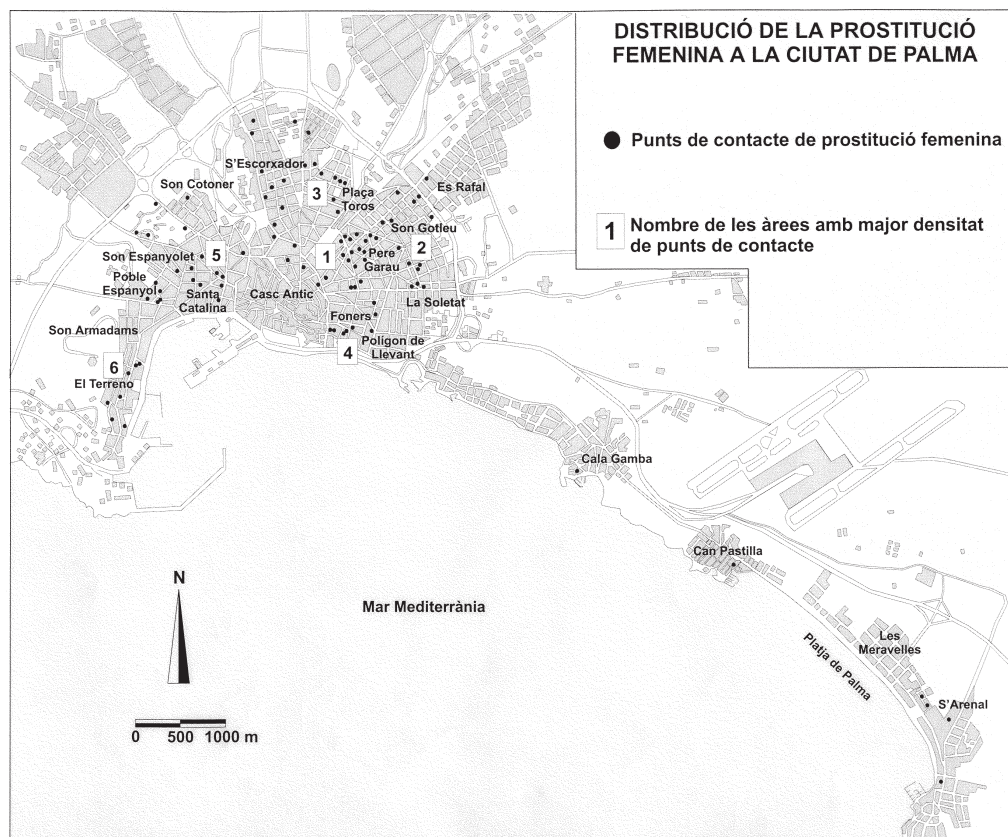 DISTRIBUCIÓ DE LA PROSTITUCIÓ
FEMENINA A LA CIUTAT DE PALMA
Punts de contacte de prostitució femenina
1 Nombre de les àrees amb major densitat
de punts de contacte
S'Escorxador
Son Cotoner
3
Plaça
Toros
Es Rafal
Son Gotleu
Son Espanyolet
5
1
Pere
Garau
2
Poble
Espanyol
Santa
Catalina
Casc Antic
La Soletat
Son Armadams
Foners
Polígon de
Llevant
4
6
El Terreno
Cala Gamba
Can Pastilla
N
Mar Mediterrània
Les
Meravelles
Platja de Palma
S'Arenal
0 500 1000 m